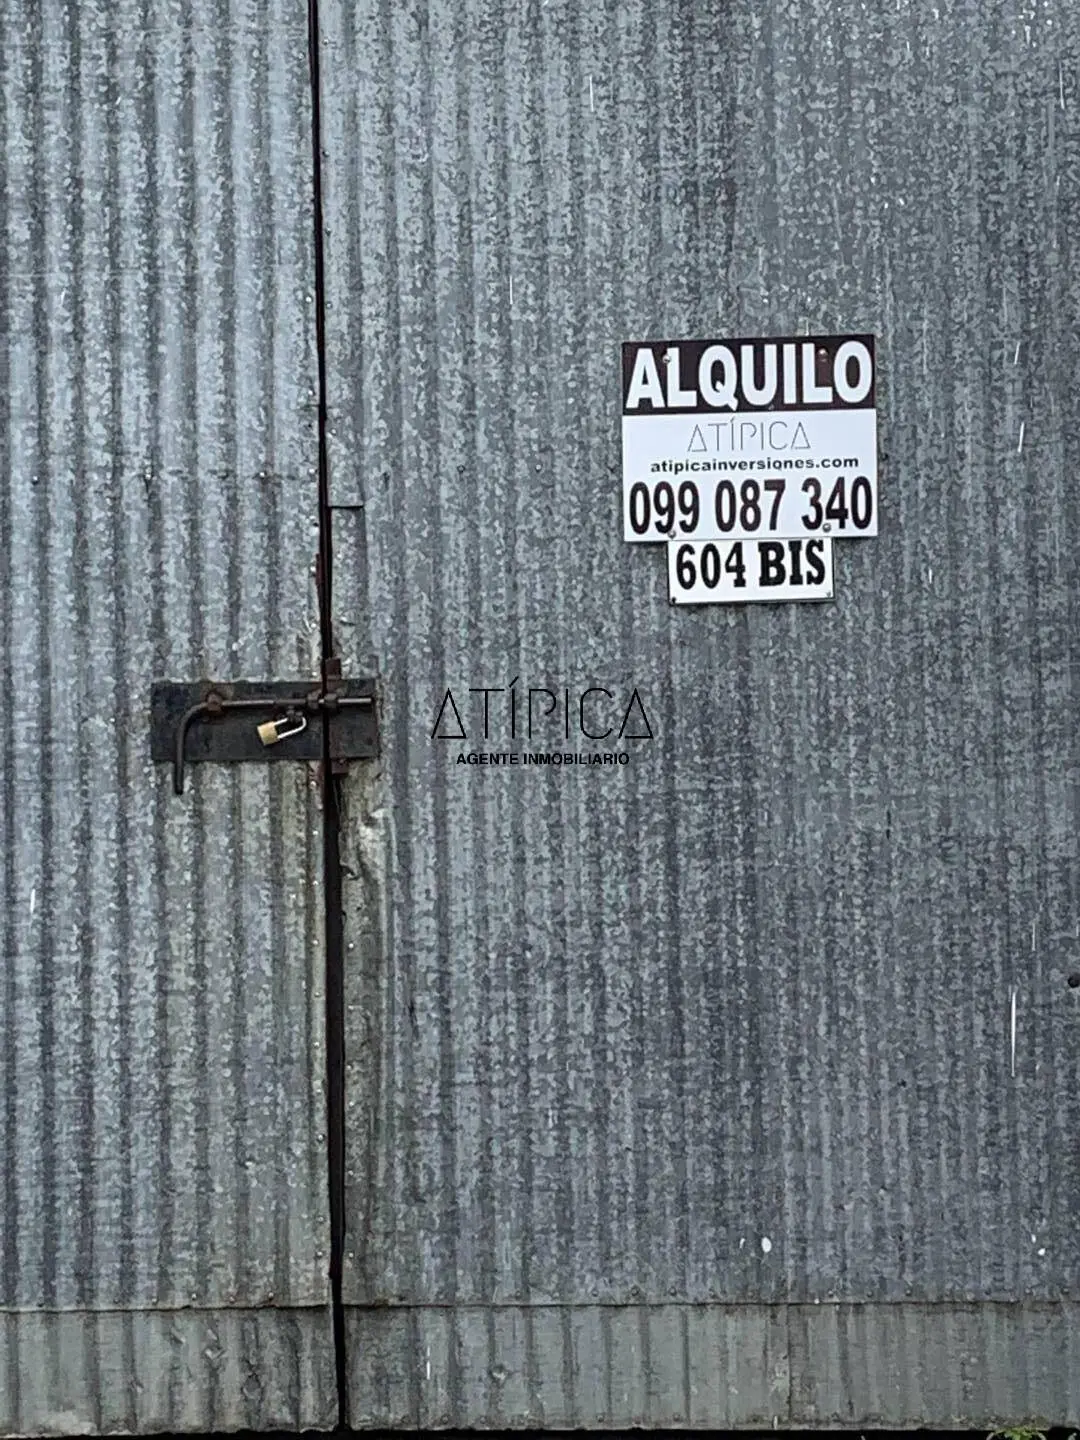 ALQUILO
ATÍPICA
atipicainversiones.com
099 087 340
604 BIS
ATÍPICA
AGENTE INMOBILIARIO